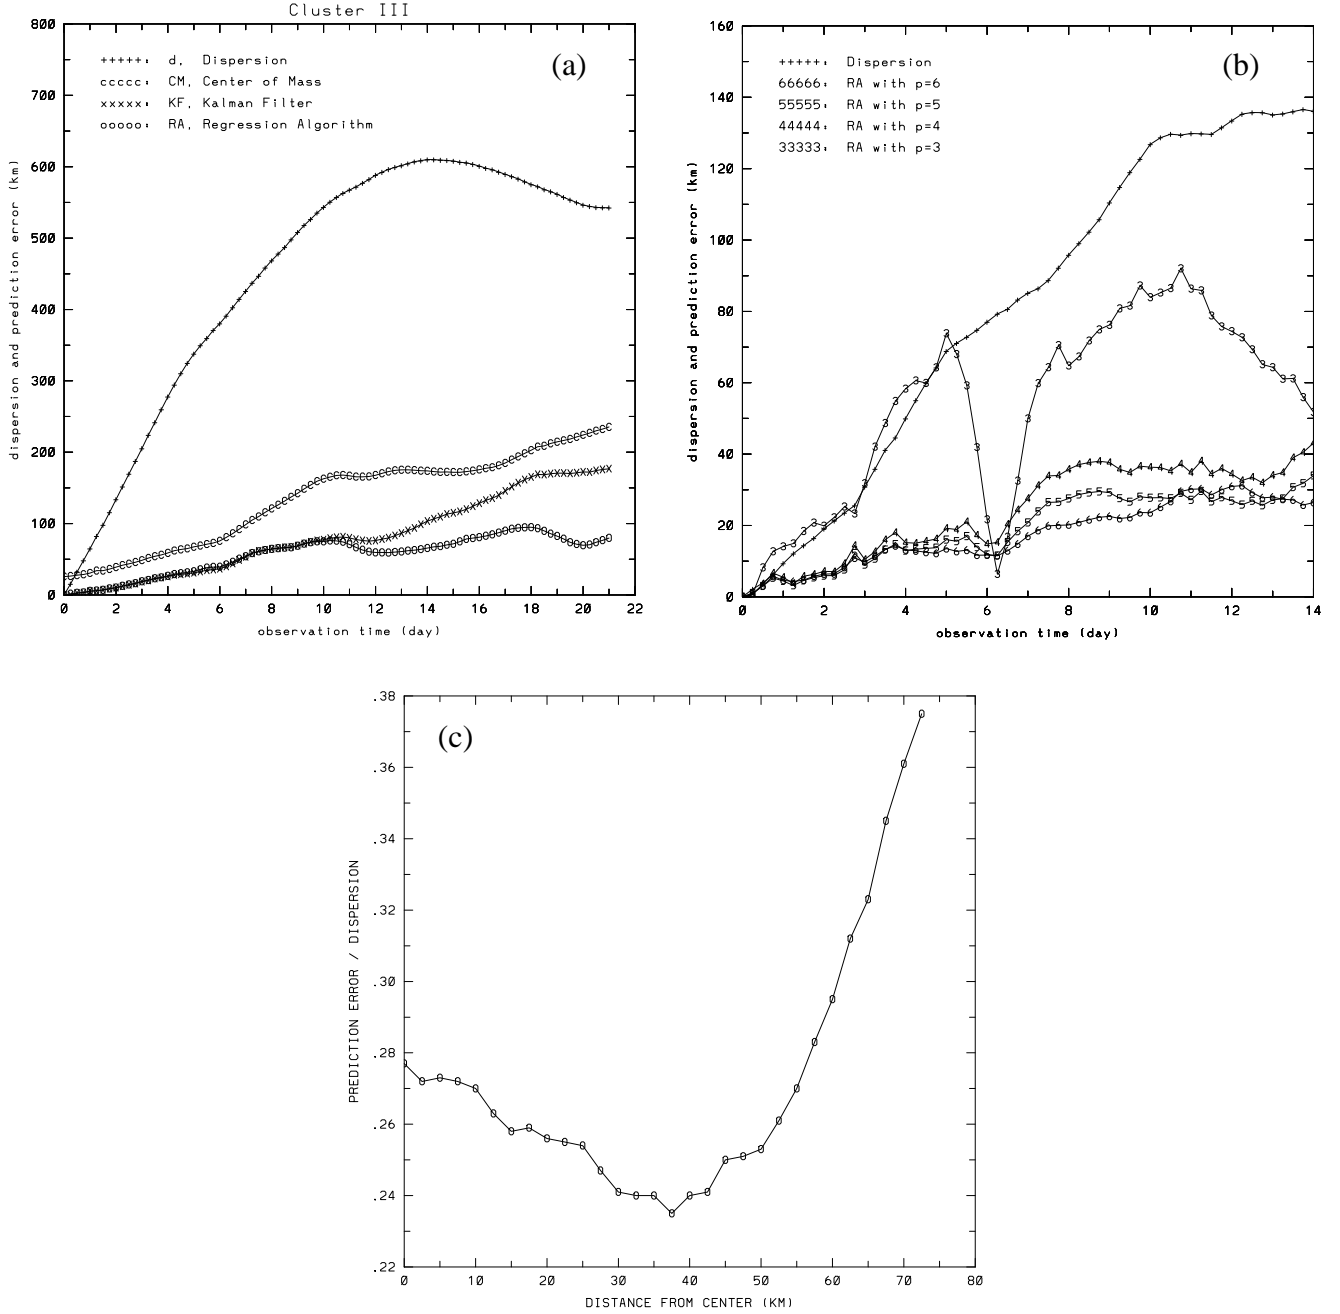 Cluster III
(a)
+++++: d, Dispersion
ccccc: CM, Center of Mass
xxxxx: KF, Kalman Filter
ooooo: RA, Regression Algorithm
dispersion and prediction error (km)
800
700
600
500
400
300
200
100
0
0 2 4 6 8 10 12 14 16 18 20 22
observation time (day)
(b)
+++++: Dispersion
66666: RA with p=6
55555: RA with p=5
44444: RA with p=4
33333: RA with p=3
dispersion and prediction error (km)
160
140
120
100
80
60
40
20
0
0 2 4 6 8 10 12 14
observation time (day)
(c)
PREDICTION ERROR / DISPERSION
.38
.36
.34
.32
.30
.28
.26
.24
.22
0 10 20 30 40 50 60 70 80
DISTANCE FROM CENTER (KM)